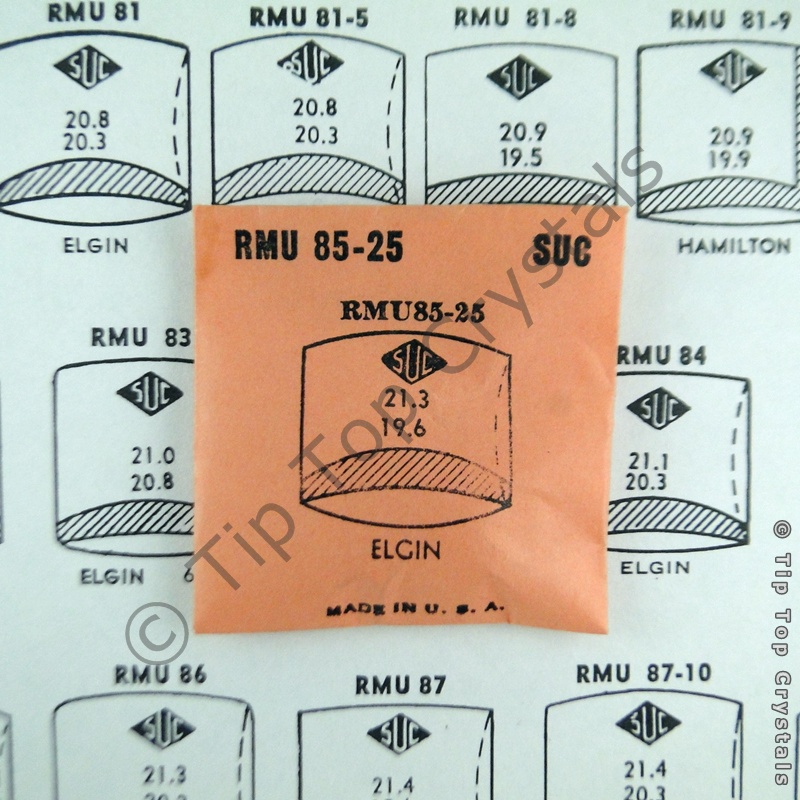 RMU 81 RMU 81-5 RMU 81-8 RMU 81-9
SUC SUC SUC SUC
20.8 20.8 20.9 20.9
20.3 20.3 19.5 19.9
ELGIN HAMILTON
RMU 85-25 SUC
RMU85-25
SUC
21.3
19.6
ELGIN
MADE IN U. S. A.
RMU 83 RMU 84
SUC SUC
21.0 21.1
20.8 20.3
ELGIN 6 ELGIN
RMU 86 RMU 87 RMU 87-10
SUC SUC SUC
21.3 21.4 21.4
20.3
© Tip Top Crystals
© Tip Top Crystals